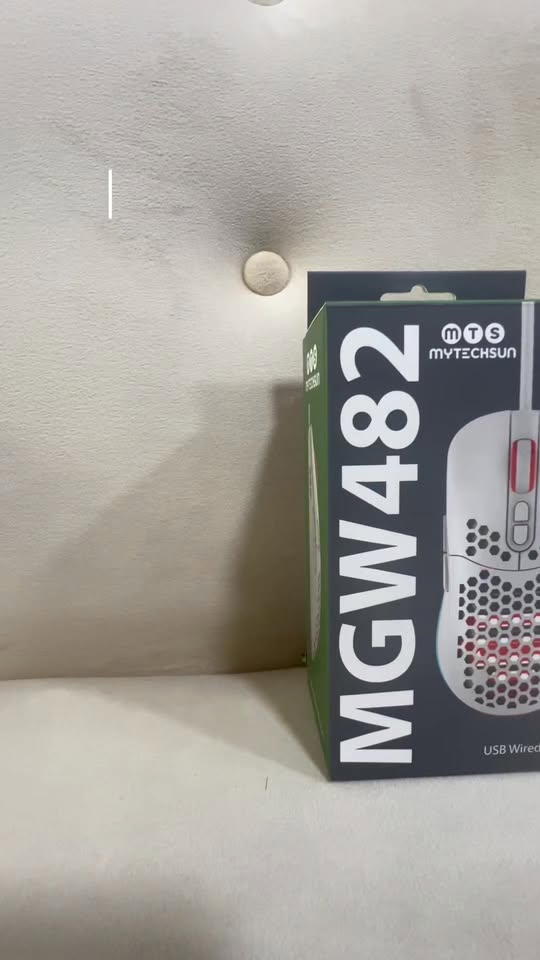 MTS
MYTECHSUN
MGW482
USB Wired